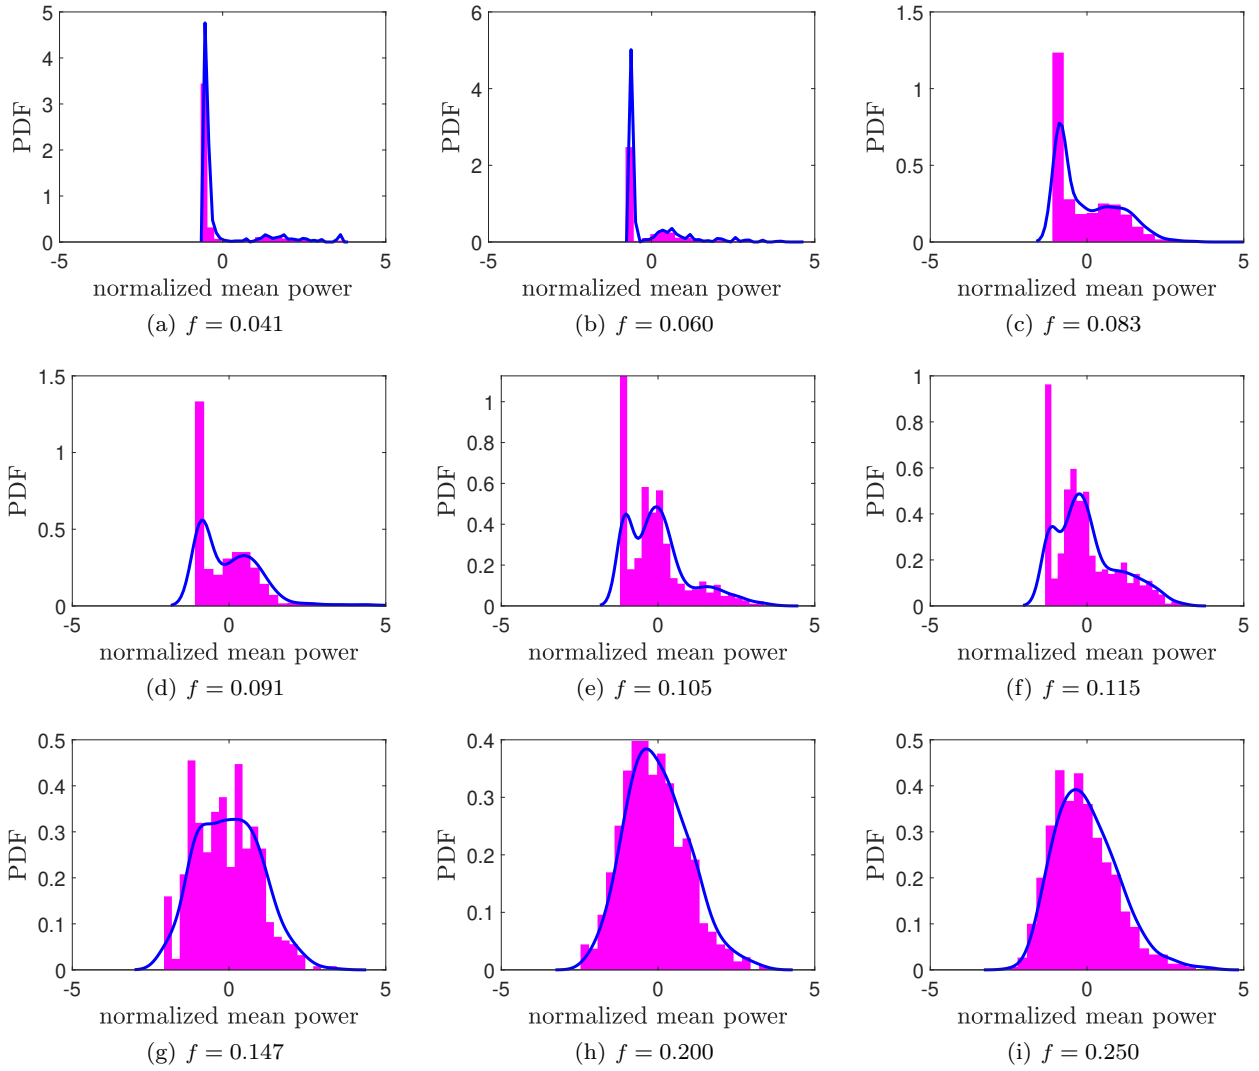 5
4
3
2
1
0
-5
0
5
PDF
normalized mean power
(a) f = 0.041
6
4
2
0
-5
0
5
PDF
normalized mean power
(b) f = 0.060
1.5
1
0.5
0
-5
0
5
PDF
normalized mean power
(c) f = 0.083
1.5
1
0.5
0
-5
0
5
PDF
normalized mean power
(d) f = 0.091
1
0.8
0.6
0.4
0.2
0
-5
0
5
PDF
normalized mean power
(e) f = 0.105
1
0.8
0.6
0.4
0.2
0
-5
0
5
PDF
normalized mean power
(f) f = 0.115
0.5
0.4
0.3
0.2
0.1
0
-5
0
5
PDF
normalized mean power
(g) f = 0.147
0.4
0.3
0.2
0.1
0
-5
0
5
PDF
normalized mean power
(h) f = 0.200
0.5
0.4
0.3
0.2
0.1
0
-5
0
5
PDF
normalized mean power
(i) f = 0.250